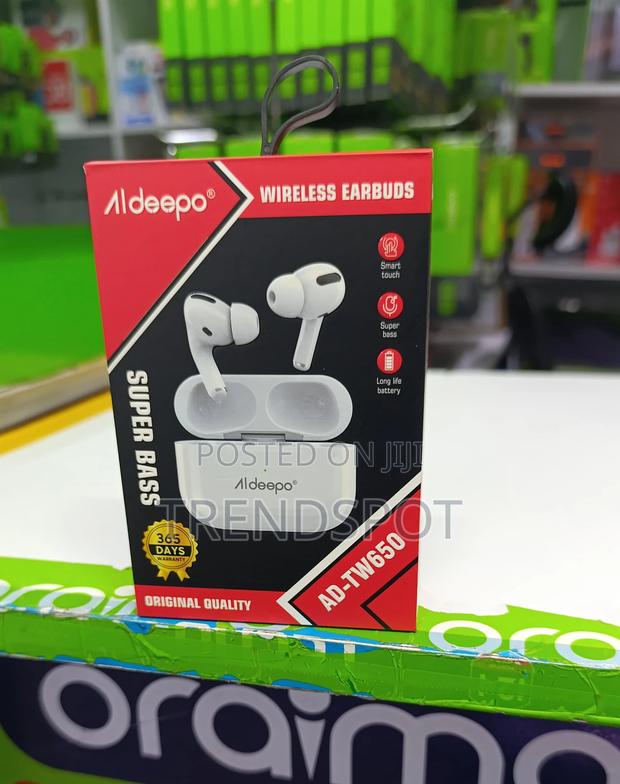 Aldeepo®
WIRELESS EARBUDS
Smart
touch
Super
bass
Long life
battery
SUPER BASS
Aldeepo®
POSTED ON JIJI
TRENDSPOT
365
DAYS
WARRANTY
ORIGINAL QUALITY
AD-TW650
oraimo